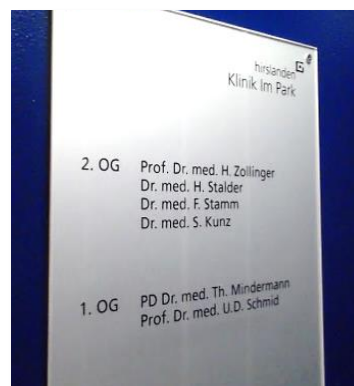 hirslanden
Klinik Im Park
2. OG Prof. Dr. med. H. Zollinger
Dr. med. H. Stalder
Dr. med. F. Stamm
Dr. med. S. Kunz
1. OG PD Dr. med. Th. Mindermann
Prof. Dr. med. U.D. Schmid